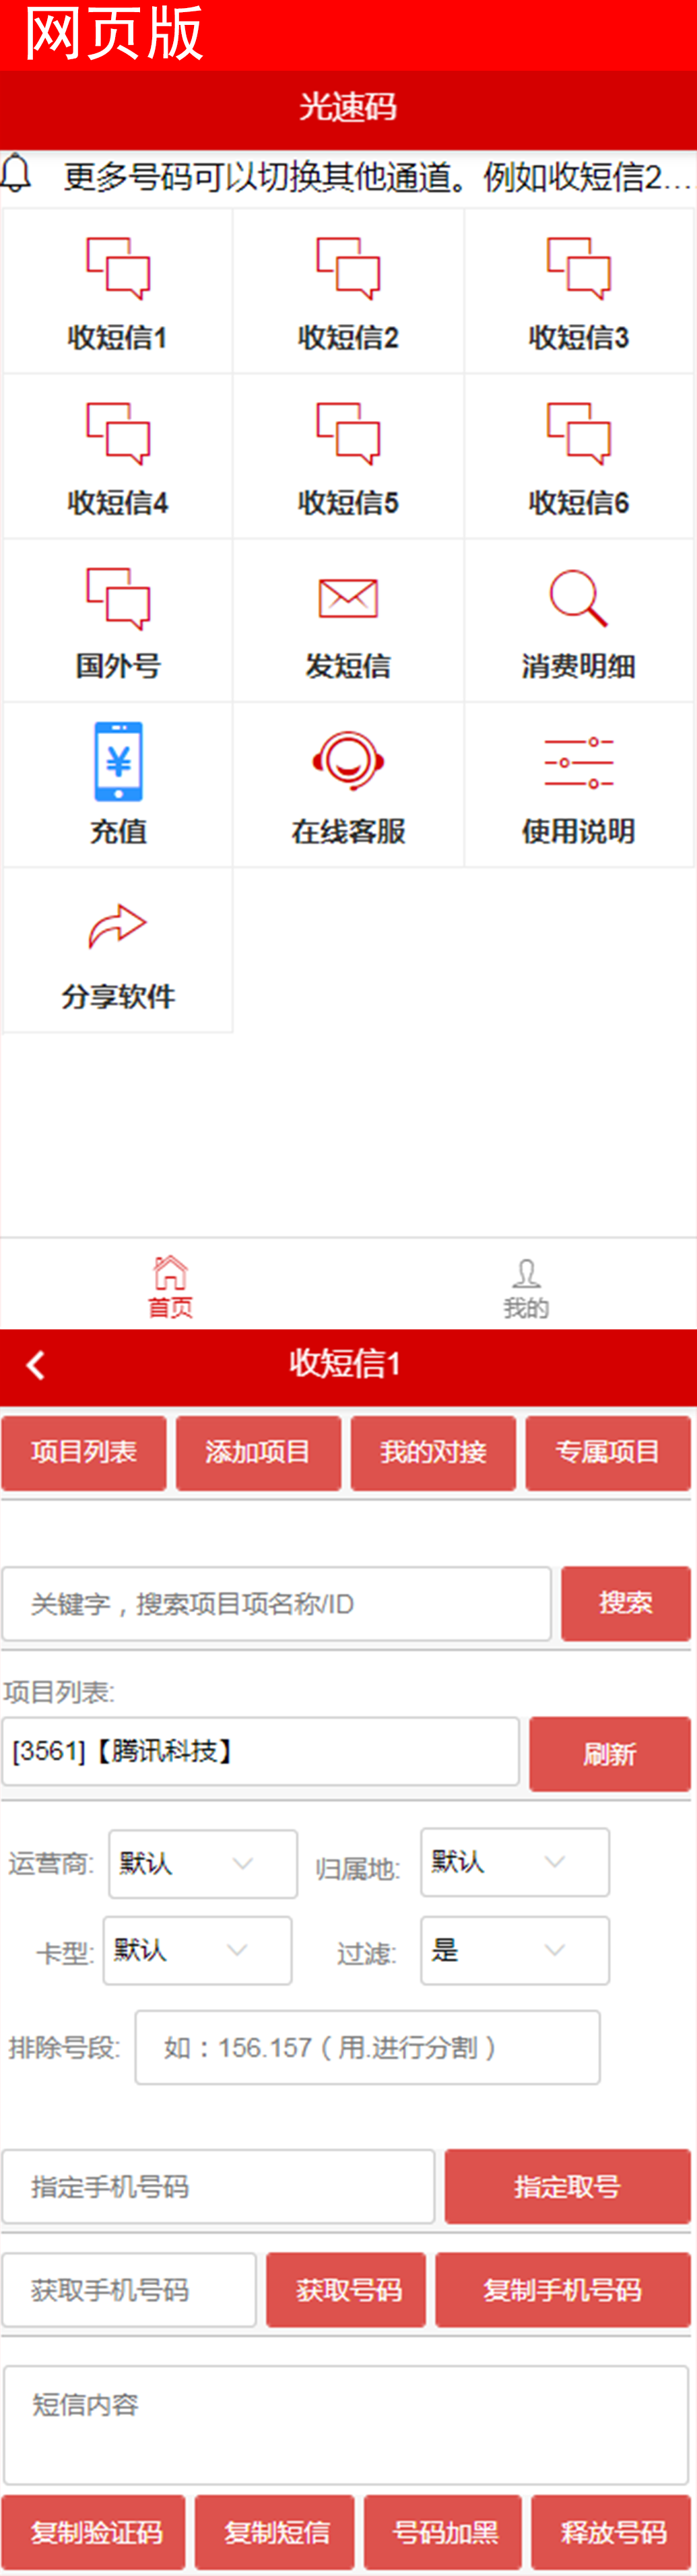 网页版
光速码
更多号码可以切换其他通道。例如收短信2...
收短信1 收短信2 收短信3
收短信4 收短信5 收短信6
国外号 发短信 消费明细
充值 在线客服 使用说明
分享软件
首页 我的
收短信1
项目列表 添加项目 我的对接 专属项目
关键字，搜索项目项名称/ID 搜索
项目列表:
[3561]【腾讯科技】 刷新
运营商: 默认 归属地: 默认
卡型: 默认 过滤: 是
排除号段: 如：156.157（用.进行分割）
指定手机号码 指定取号
获取手机号码 获取号码 复制手机号码
短信内容
复制验证码 复制短信 号码加黑 释放号码